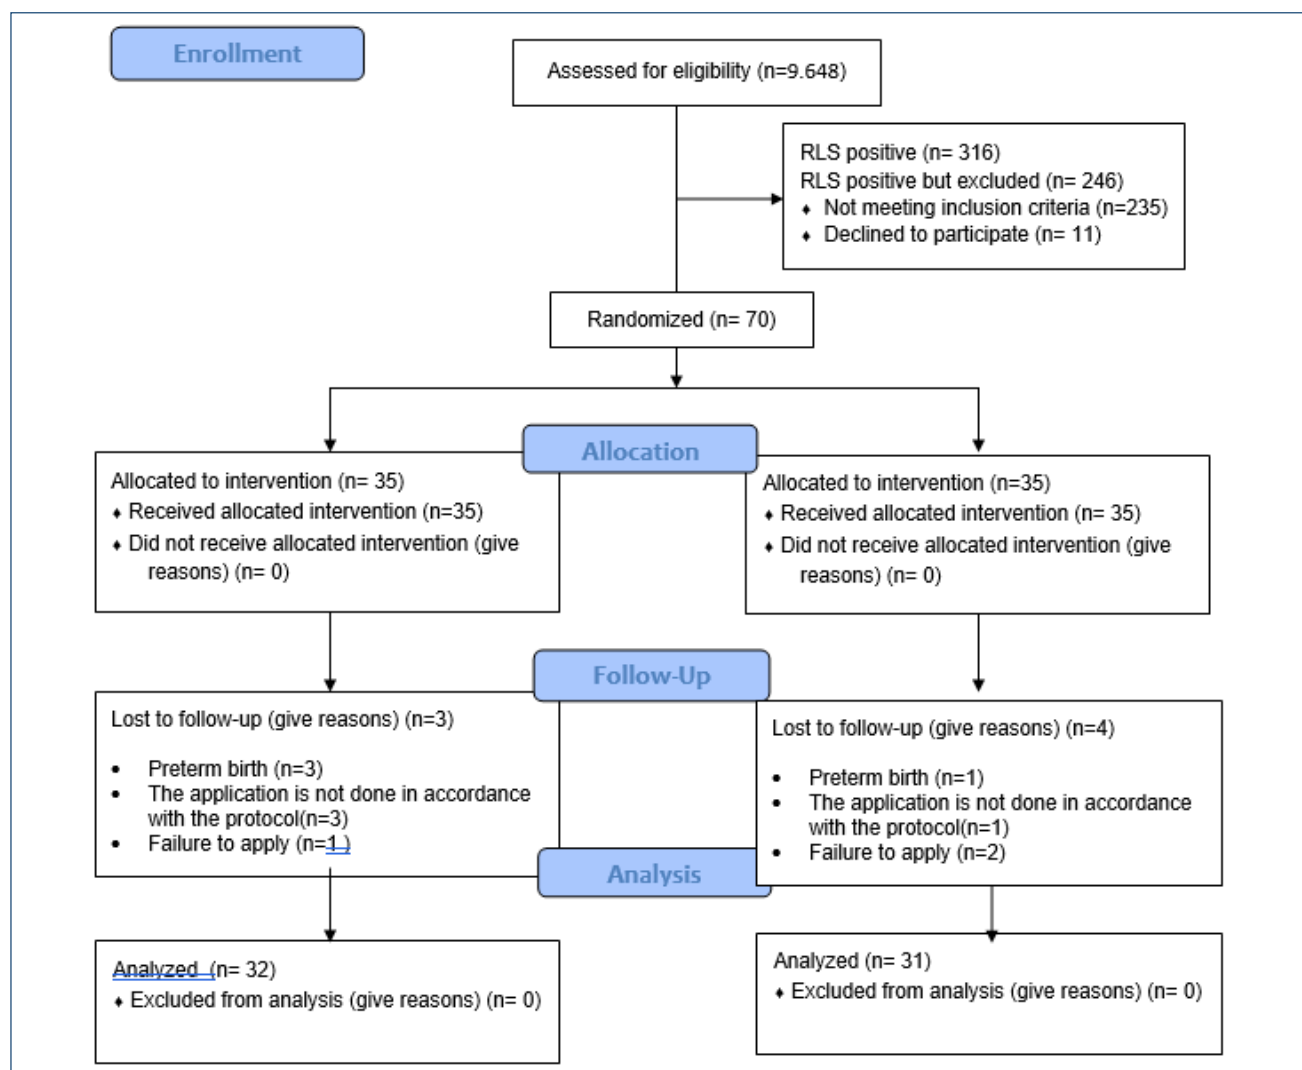 Enrollment
Assessed for eligibility (n=9.648)
RLS positive (n= 316)
RLS positive but excluded (n= 246)
♦ Not meeting inclusion criteria (n=235)
♦ Declined to participate (n= 11)
Randomized (n= 70)
Allocation
Allocated to intervention (n= 35)
♦ Received allocated intervention (n=35)
♦ Did not receive allocated intervention (give
reasons) (n= 0)
Allocated to intervention (n=35)
♦ Received allocated intervention (n= 35)
♦ Did not receive allocated intervention (give
reasons) (n= 0)
Follow-Up
Lost to follow-up (give reasons) (n=3)
• Preterm birth (n=3)
• The application is not done in accordance
with the protocol(n=3)
• Failure to apply (n=1 )
Lost to follow-up (give reasons) (n=4)
• Preterm birth (n=1)
• The application is not done in accordance
with the protocol(n=1)
• Failure to apply (n=2)
Analysis
Analyzed (n= 32)
♦ Excluded from analysis (give reasons) (n= 0)
Analyzed (n= 31)
♦ Excluded from analysis (give reasons) (n= 0)